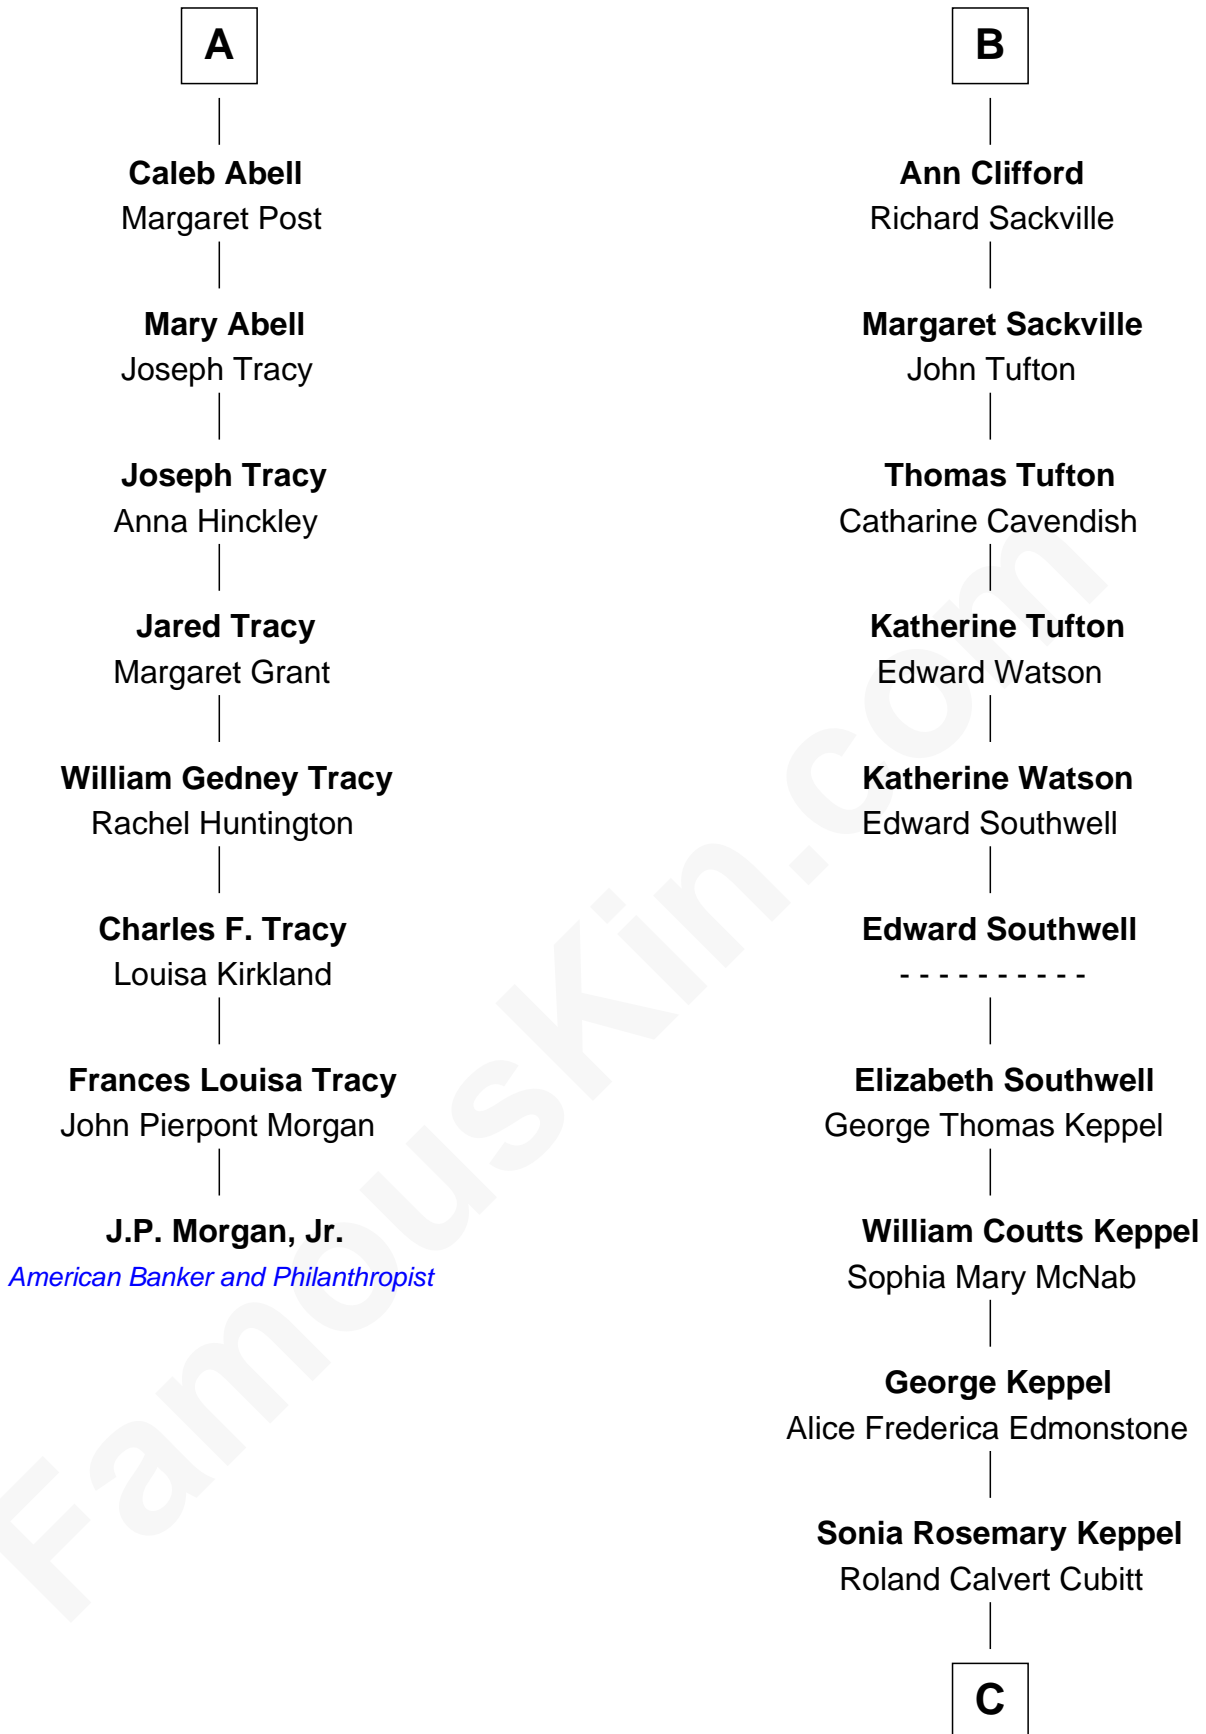 A
Caleb Abell
Margaret Post
Mary Abell
Joseph Tracy
Joseph Tracy
Anna Hinckley
Jared Tracy
Margaret Grant
William Gedney Tracy
Rachel Huntington
Charles F. Tracy
Louisa Kirkland
Frances Louisa Tracy
John Pierpont Morgan
J.P. Morgan, Jr.
American Banker and Philanthropist
B
Ann Clifford
Richard Sackville
Margaret Sackville
John Tufton
Thomas Tufton
Catharine Cavendish
Katherine Tufton
Edward Watson
Katherine Watson
Edward Southwell
Edward Southwell
- - - - - - - - - -
Elizabeth Southwell
George Thomas Keppel
William Coutts Keppel
Sophia Mary McNab
George Keppel
Alice Frederica Edmonstone
Sonia Rosemary Keppel
Roland Calvert Cubitt
C
FamousKin.com